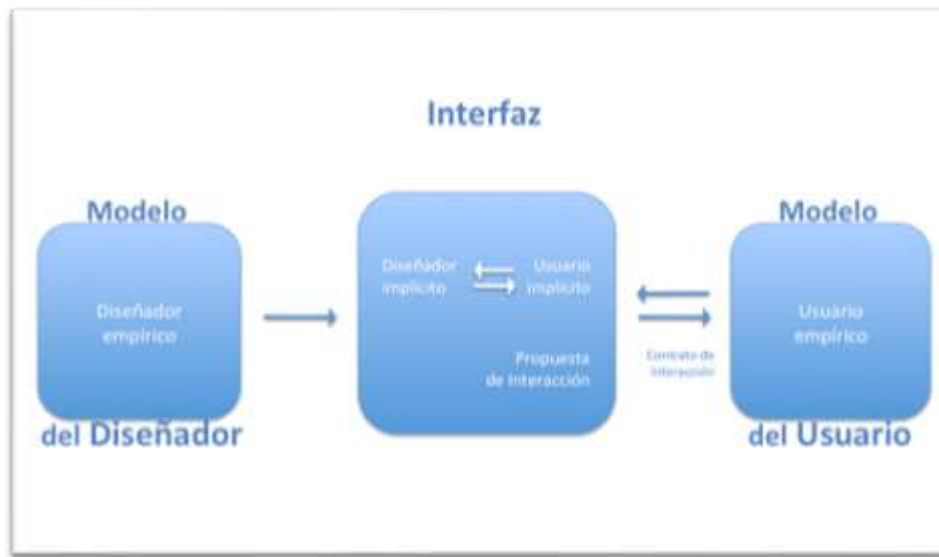 Interfaz
Modelo
Diseñador
empírico
del Diseñador
Diseñador
implícito
Usuario
implícito
Propuesta
de Interacción
Contrato de
Interacción
Modelo
Usuario
empírico
del Usuario